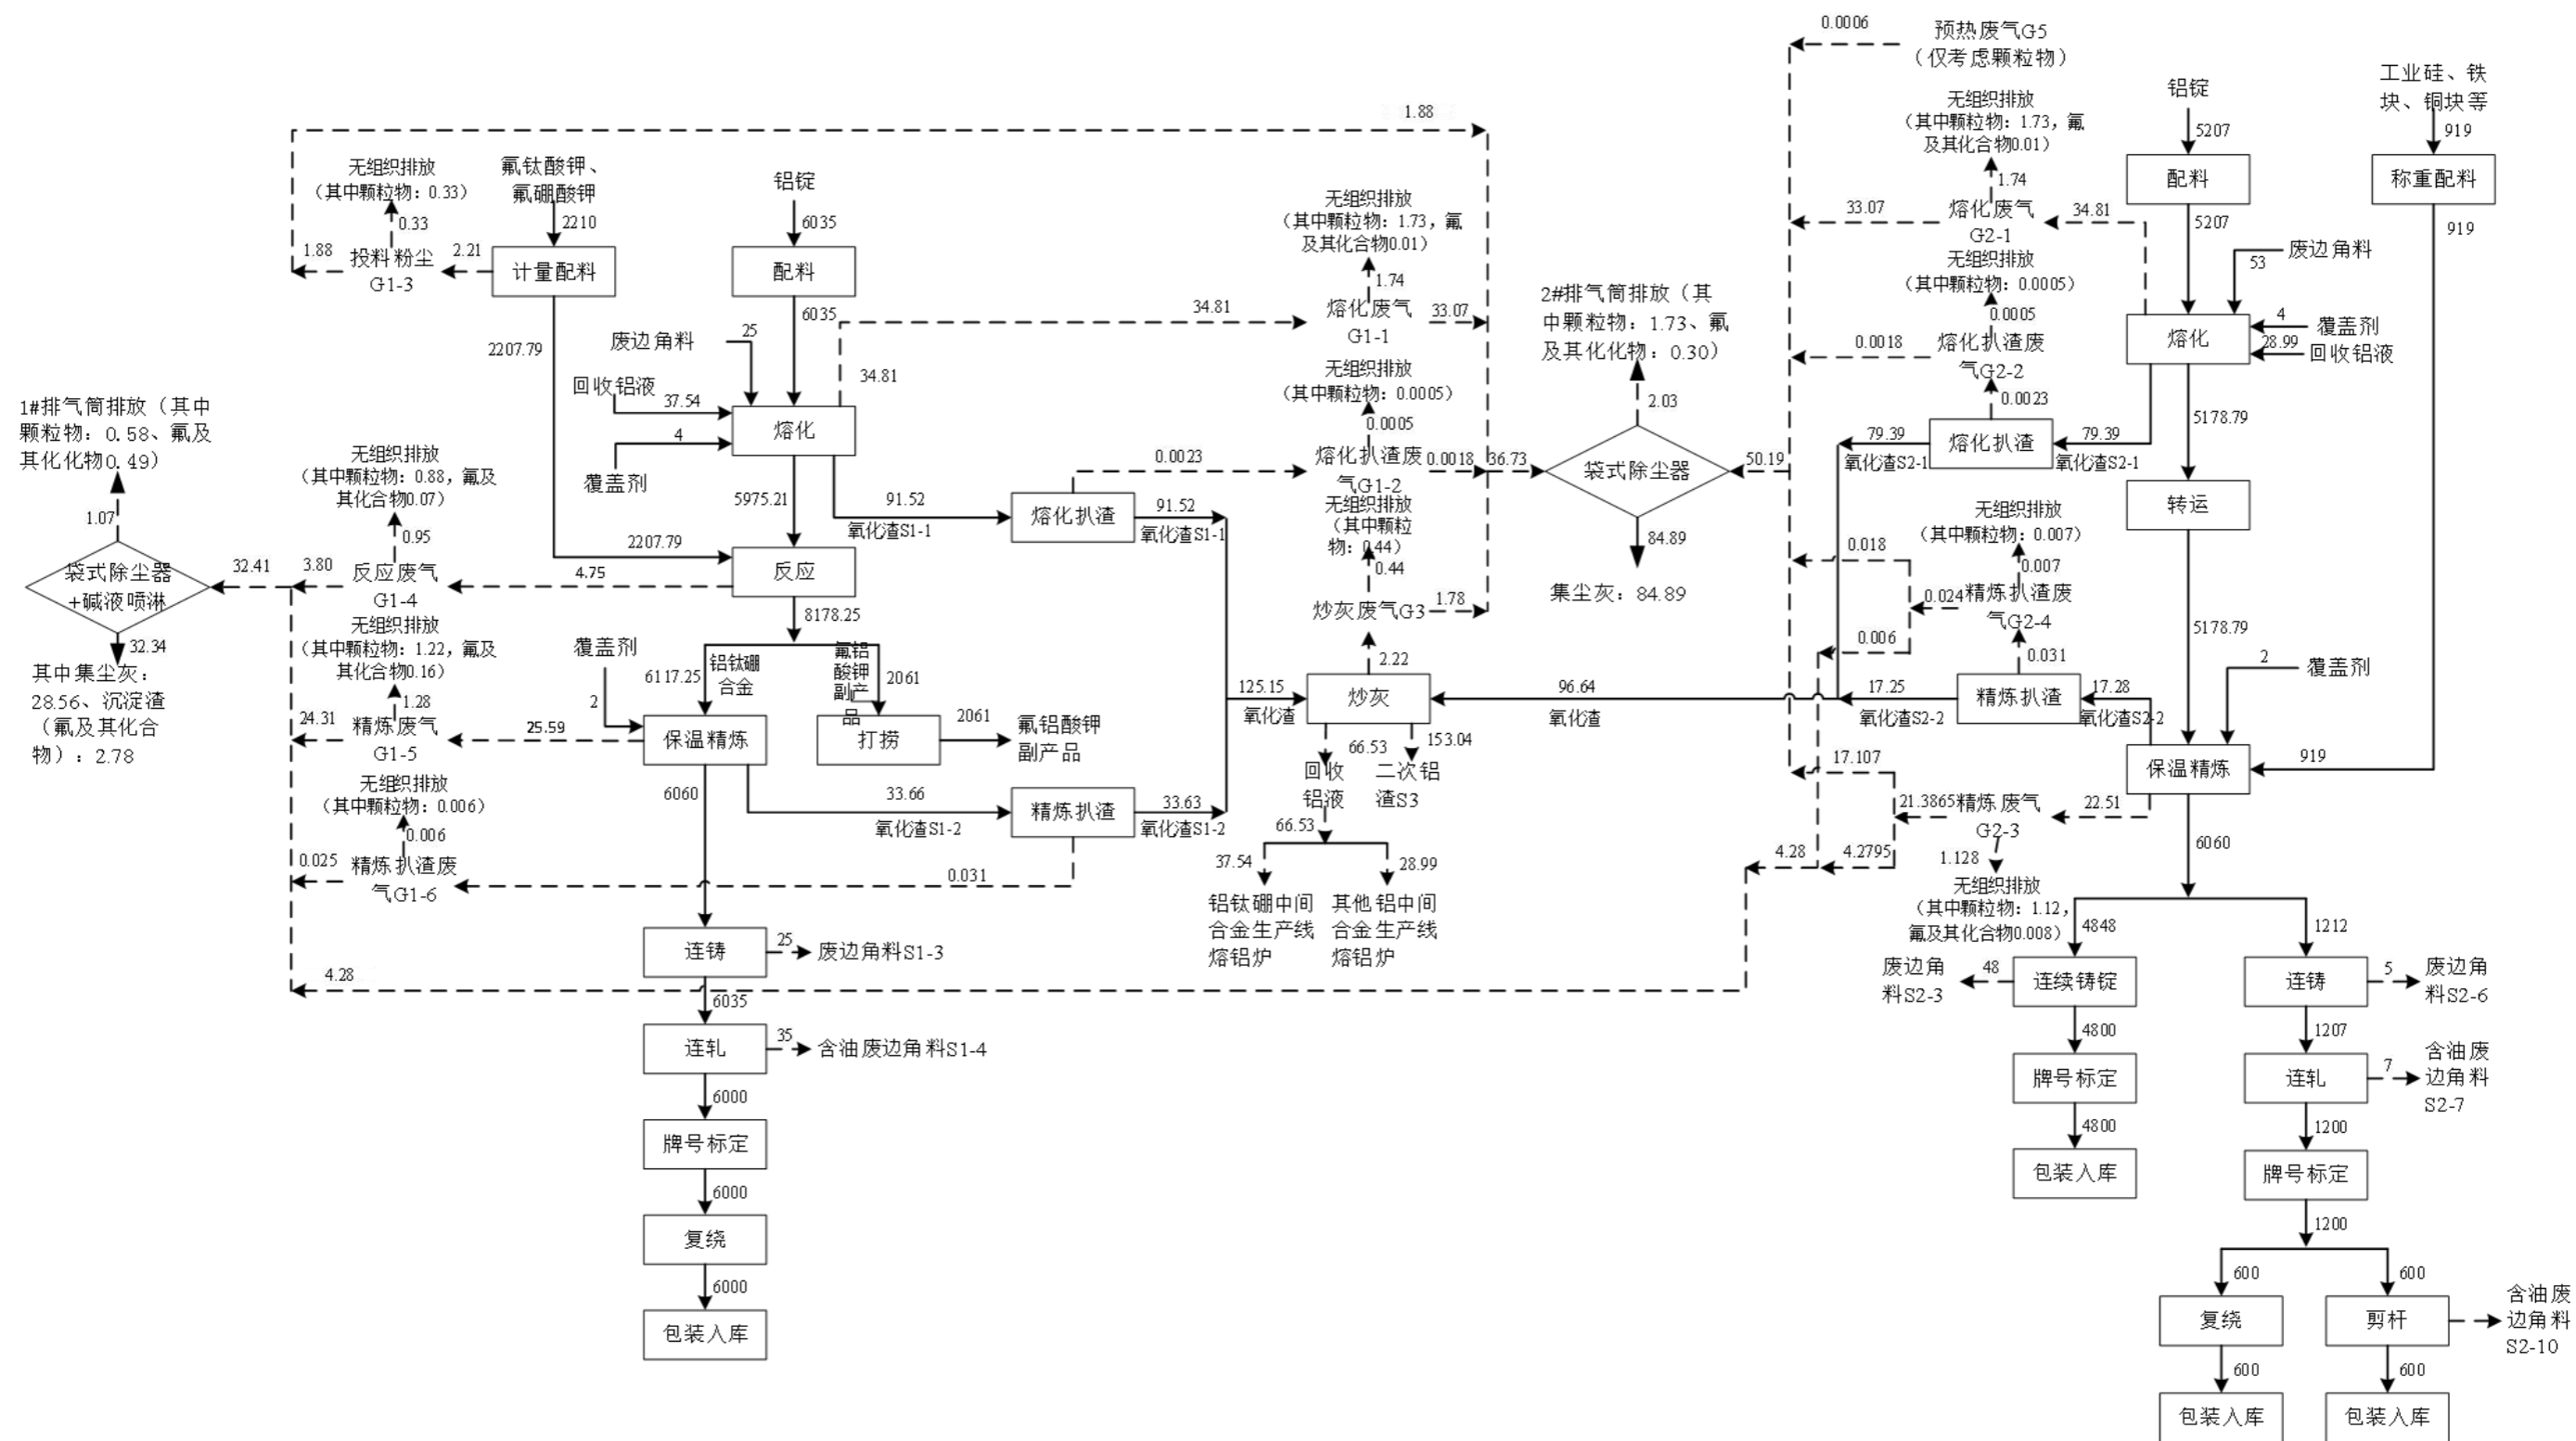 0.0006
预热废气G5
（仅考虑颗粒物）
1.88
无组织排放
（其中颗粒物：0.33）
0.33
投料粉尘
G1-3
1.88
2.21
氟钛酸钾、
氟硼酸钾
2210
计量配料
2207.79
2207.79
铝锭
6035
配料
6035
废边角料
25
回收铝液
37.54
4
覆盖剂
熔化
34.81
34.81
5975.21
91.52
氧化渣S1-1
熔化扒渣
91.52
氧化渣S1-1
0.0023
无组织排放
（其中颗粒物：1.73，氟
及其化合物0.01）
1.74
熔化废气
G1-1
33.07
无组织排放
（其中颗粒物：0.0005）
0.0005
熔化扒渣废
气G1-2
0.0018
36.73
无组织排放
（其中颗粒
物：0.44）
0.44
炒灰废气G3
1.78
2.22
炒灰
125.15
氧化渣
96.64
氧化渣
66.53
153.04
回收
铝液
二次铝
渣S3
66.53
37.54
28.99
铝钛硼中间
合金生产线
熔铝炉
其他铝中间
合金生产线
熔铝炉
1#排气筒排放（其中
颗粒物：0.58、氟及
其化化物0.49）
1.07
袋式除尘器
+碱液喷淋
32.41
32.34
其中集尘灰：
28.56、沉淀渣
（氟及其化合
物）：2.78
无组织排放
（其中颗粒物：0.88，氟及
其化合物0.07）
0.95
3.80
反应废气
G1-4
4.75
反应
8178.25
无组织排放
（其中颗粒物：1.22，氟及
其化合物0.16）
1.28
24.31
精炼废气
G1-5
25.59
覆盖剂
2
6117.25
铝钛硼
合金
氟铝
酸钾
副产
品
2061
保温精炼
打捞
2061
氟铝酸钾
副产品
无组织排放
（其中颗粒物：0.006）
0.006
0.025
精炼扒渣废
气G1-6
0.031
6060
33.66
氧化渣S1-2
精炼扒渣
33.63
氧化渣S1-2
连铸
25
废边角料S1-3
4.28
6035
连轧
35
含油废边角料S1-4
6000
牌号标定
6000
复绕
6000
包装入库
2#排气筒排放（其
中颗粒物：1.73、氟
及其化化物：0.30）
2.03
袋式除尘器
50.19
84.89
集尘灰：84.89
无组织排放
（其中颗粒物：1.73，氟
及其化合物0.01）
1.74
33.07
熔化废气
G2-1
34.81
无组织排放
（其中颗粒物：0.0005）
0.0005
0.0018
熔化扒渣废
气G2-2
0.0023
79.39
氧化渣S2-1
熔化扒渣
79.39
氧化渣S2-1
铝锭
5207
配料
5207
工业硅、铁
块、铜块等
919
称重配料
919
废边角料
53
熔化
4
覆盖剂
28.99
回收铝液
5178.79
转运
5178.79
无组织排放
（其中颗粒物：0.007）
0.007
0.018
0.024
精炼扒渣废
气G2-4
0.006
0.031
17.25
氧化渣S2-2
精炼扒渣
17.28
氧化渣S2-2
2
覆盖剂
保温精炼
919
17.107
21.3865
精炼废气
G2-3
22.51
4.28
4.2795
1.128
无组织排放
（其中颗粒物：1.12，
氟及其化合物0.008）
6060
4848
1212
废边角
料S2-3
48
连续铸锭
连铸
5
废边角
料S2-6
4800
1207
牌号标定
连轧
7
含油废
边角料
S2-7
4800
1200
包装入库
牌号标定
1200
600
600
复绕
剪杆
含油废
边角料
S2-10
600
600
包装入库
包装入库